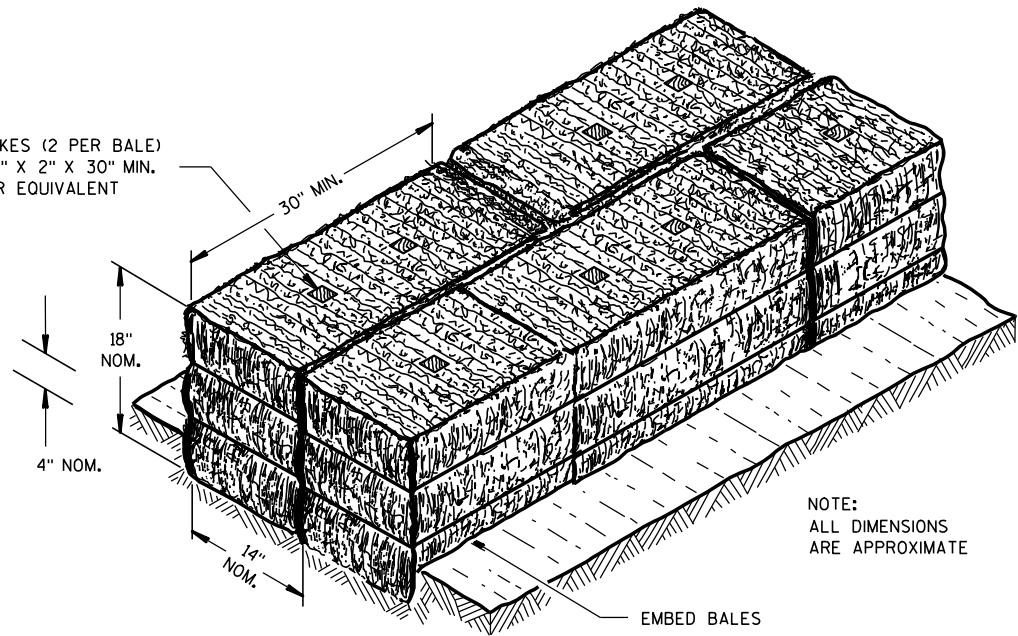 KES (2 PER BALE)
" X 2" X 30" MIN.
R EQUIVALENT
30" MIN.
18"
NOM.
4" NOM.
14"
NOM.
NOTE:
ALL DIMENSIONS
ARE APPROXIMATE
EMBED BALES